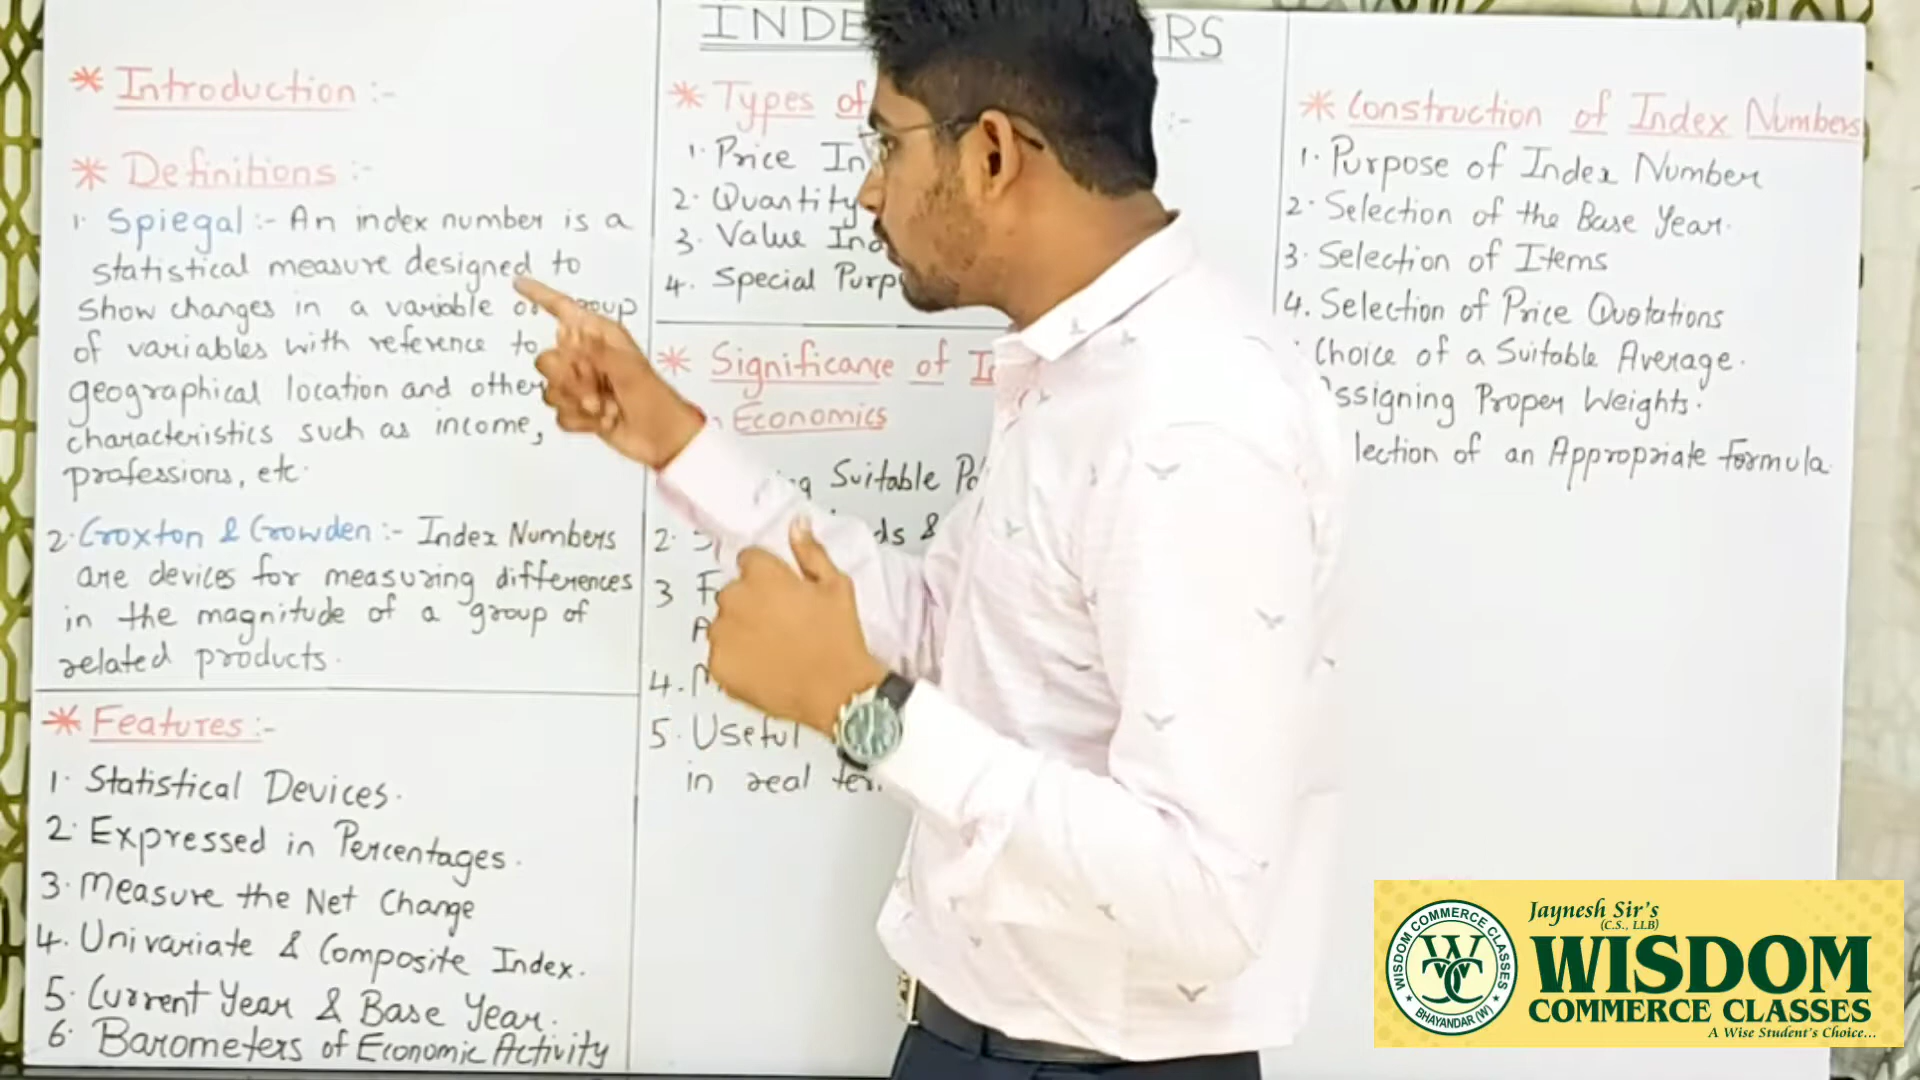 INDE RS
* Introduction :-
* Definitions :-
1. Spiegal :- An index number is a
statistical measure designed to
show changes in a variable or group
of variables with reference to
geographical location and other
characteristics such as income,
professions, etc.
2. Croxton & Crowden :- Index Numbers
are devices for measuring differences
in the magnitude of a group of
related products.
* Features :-
1. Statistical Devices.
2. Expressed in Percentages.
3. Measure the Net Change
4. Univariate & Composite Index.
5. Current Year & Base Year.
6. Barometers of Economic Activity
* Types of :-
1. Price In
2. Quantity
3. Value Ind
4. Special Purp
* Significance of In
Economics
Suitable Po
2. ds &
3
4.
5. Useful
in real ter
* Construction of Index Numbers
1. Purpose of Index Number
2. Selection of the Base Year.
3. Selection of Items
4. Selection of Price Quotations
Choice of a Suitable Average.
ssigning Proper Weights.
lection of an Appropriate Formula.
WISDOM COMMERCE CLASSES
BHAYANDAR (W)
WCC
Jaynesh Sir's
(C.S., LLB)
WISDOM
COMMERCE CLASSES
A Wise Student's Choice...